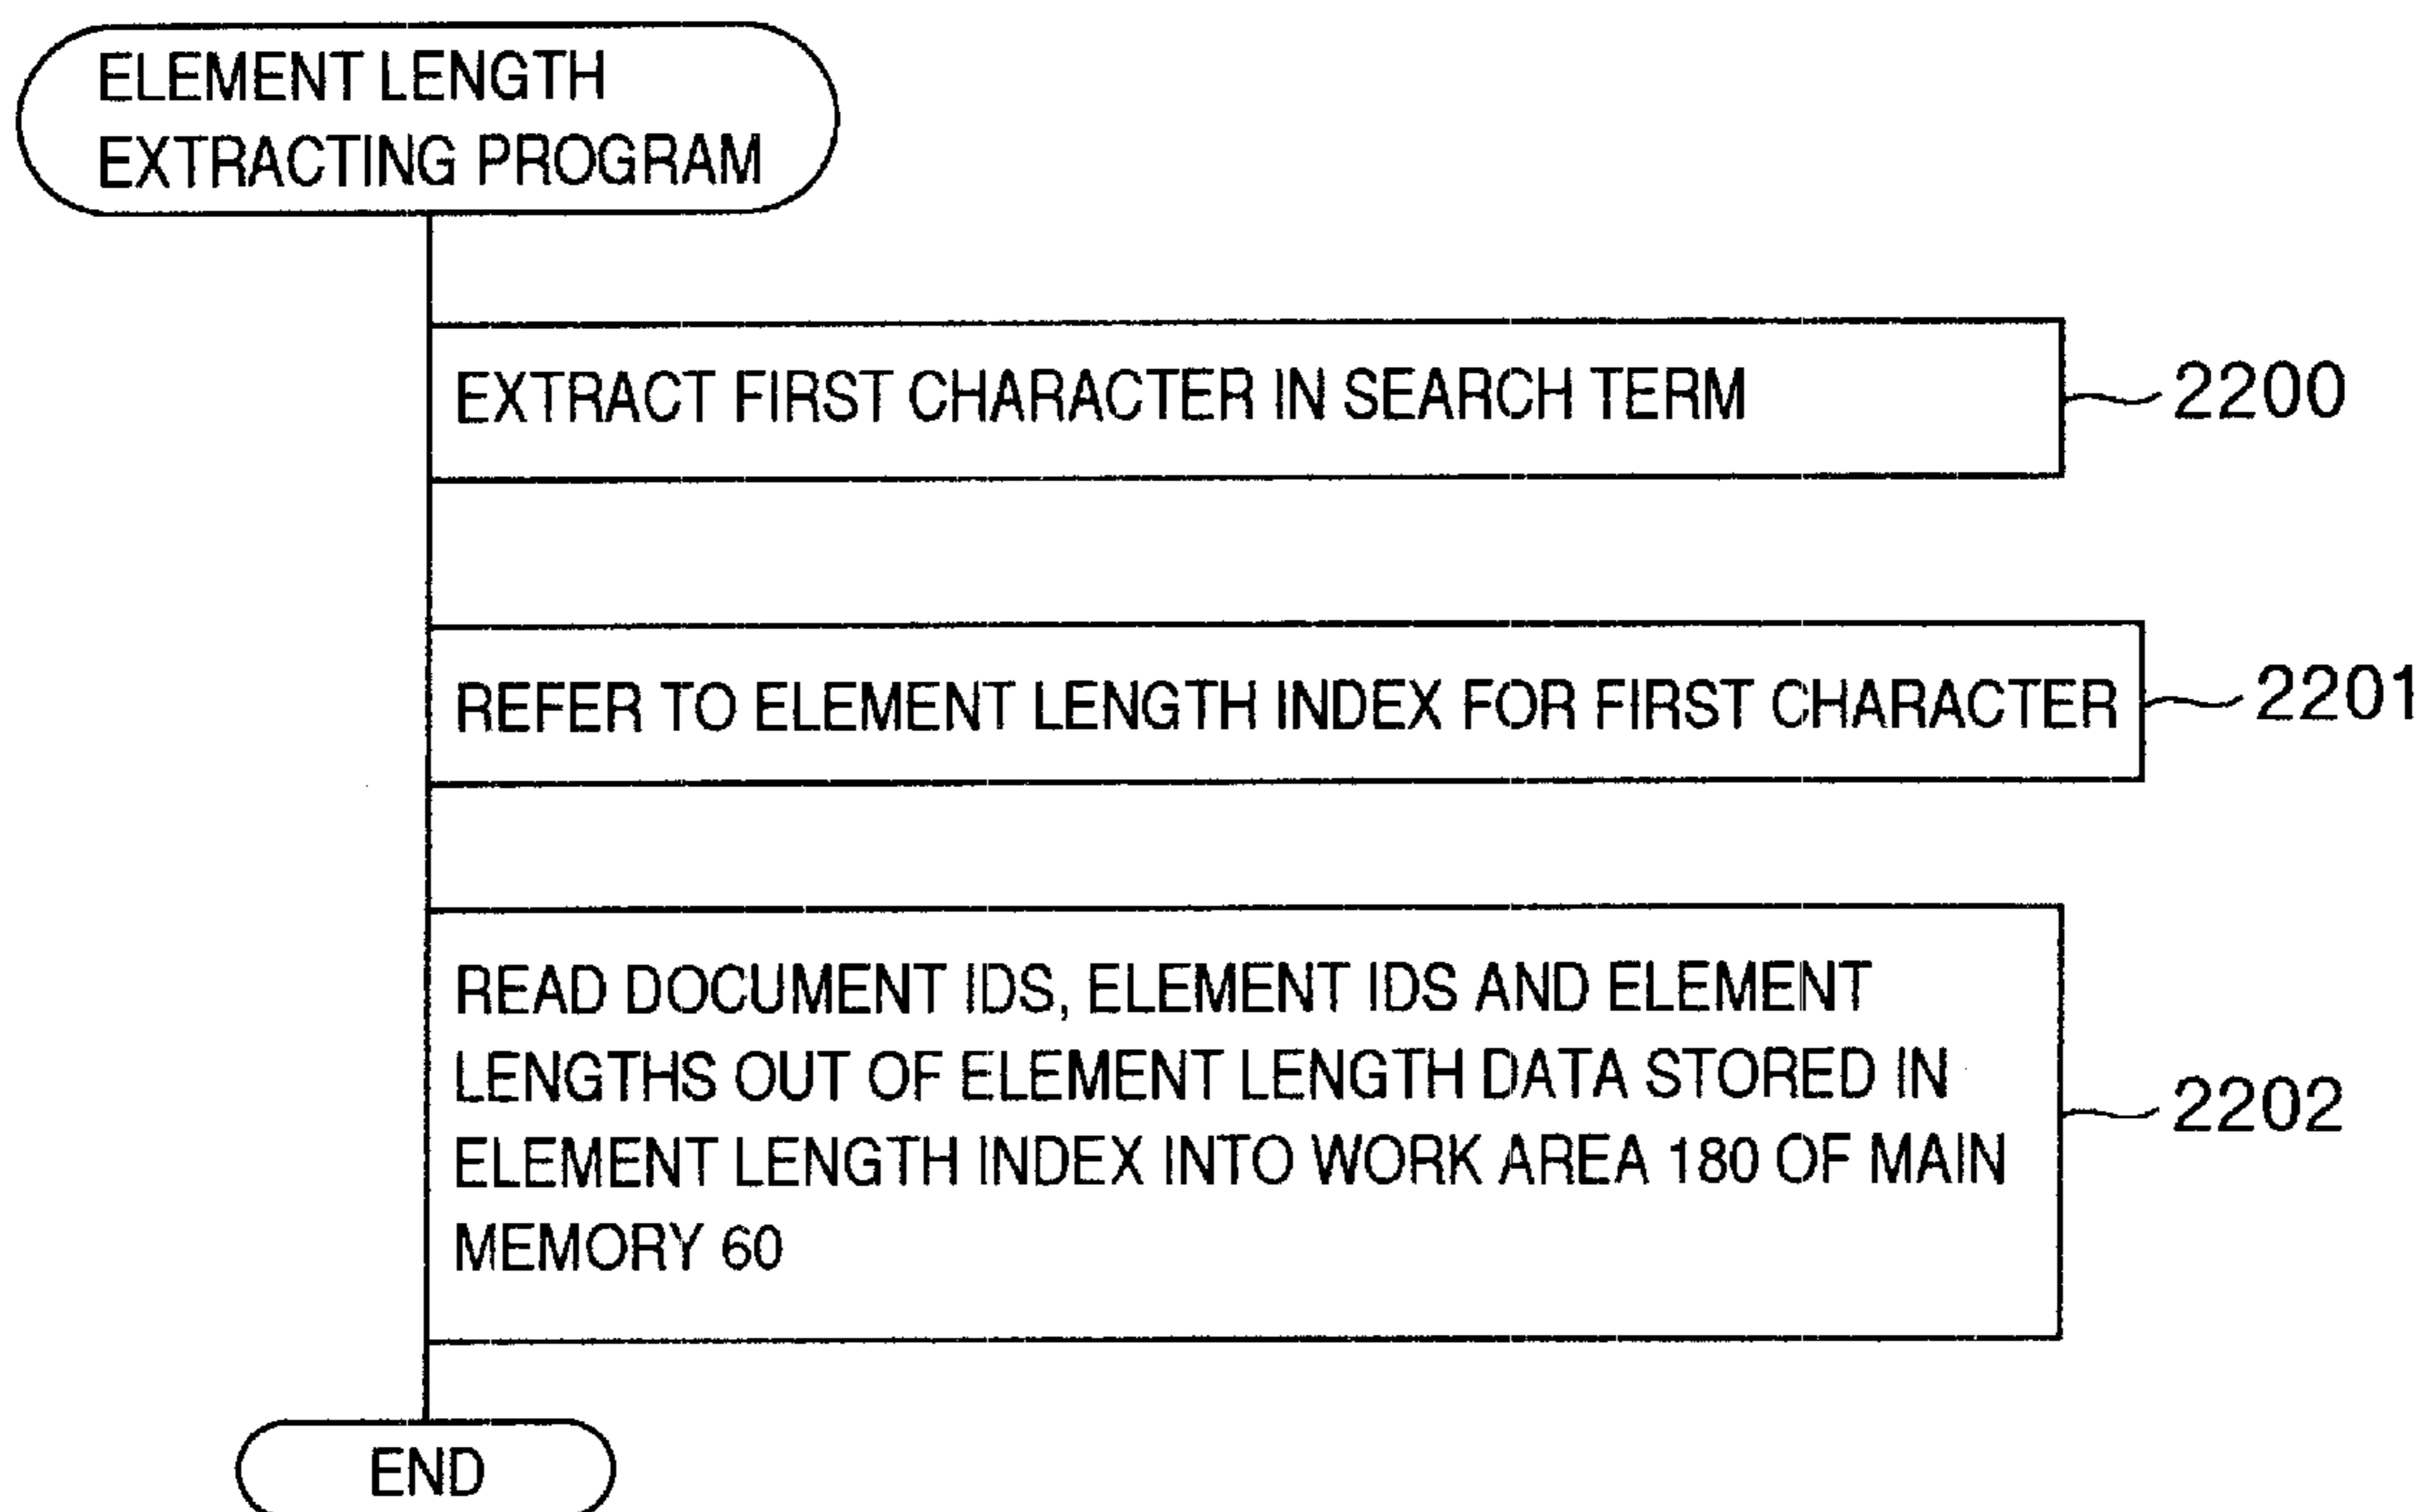 ELEMENT LENGTH
EXTRACTING PROGRAM
EXTRACT FIRST CHARACTER IN SEARCH TERM
2200
REFER TO ELEMENT LENGTH INDEX FOR FIRST CHARACTER
2201
READ DOCUMENT IDS, ELEMENT IDS AND ELEMENT
LENGTHS OUT OF ELEMENT LENGTH DATA STORED IN
ELEMENT LENGTH INDEX INTO WORK AREA 180 OF MAIN
MEMORY 60
2202
END